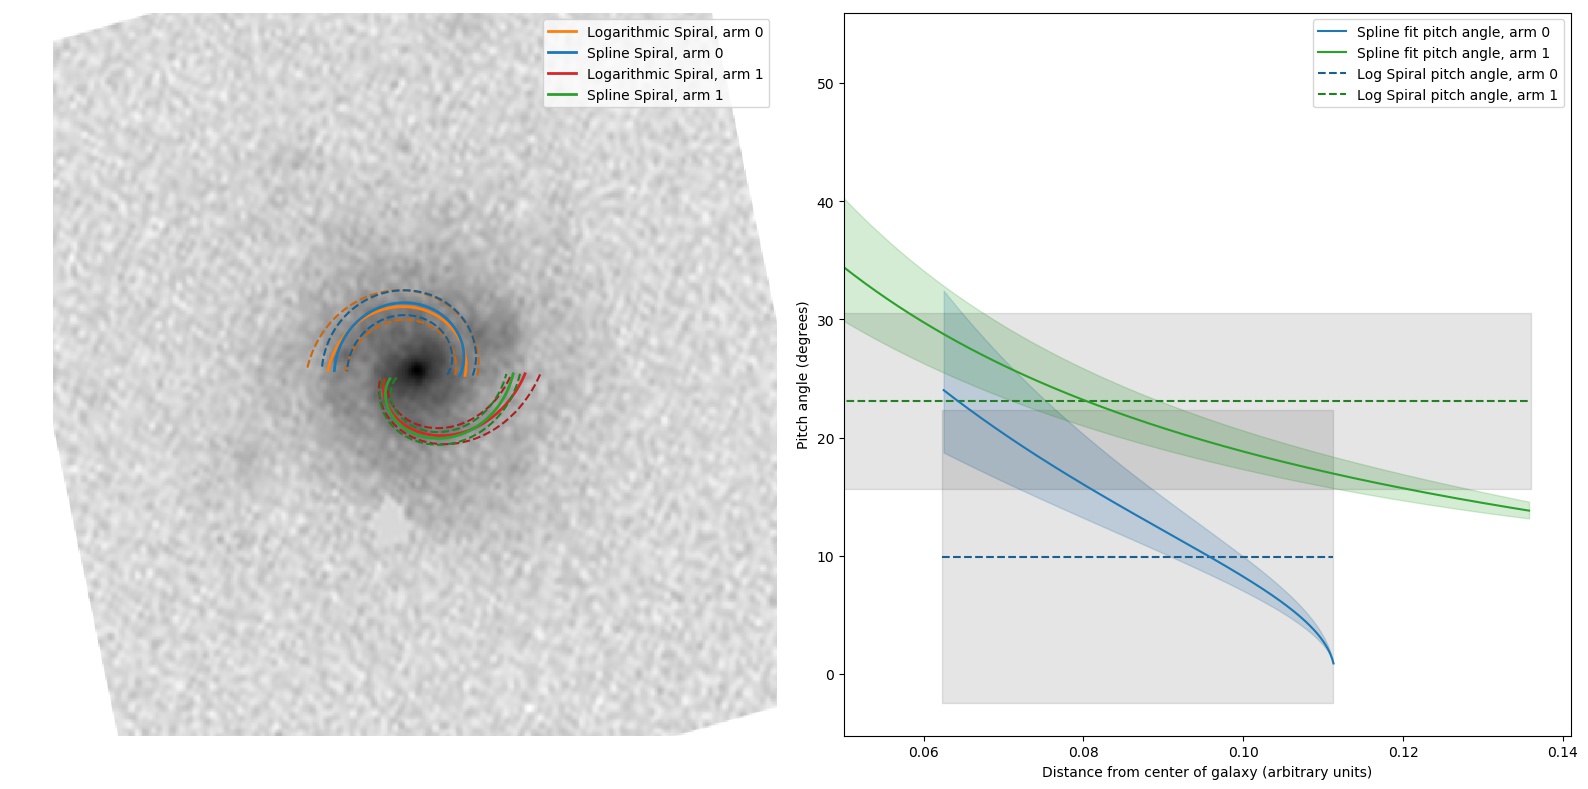 Logarithmic Spiral, arm 0
Spline Spiral, arm 0
Logarithmic Spiral, arm 1
Spline Spiral, arm 1
Spline fit pitch angle, arm 0
Spline fit pitch angle, arm 1
Log Spiral pitch angle, arm 0
Log Spiral pitch angle, arm 1
Pitch angle (degrees)
50
40
30
20
10
0
0.06 0.08 0.10 0.12 0.14
Distance from center of galaxy (arbitrary units)